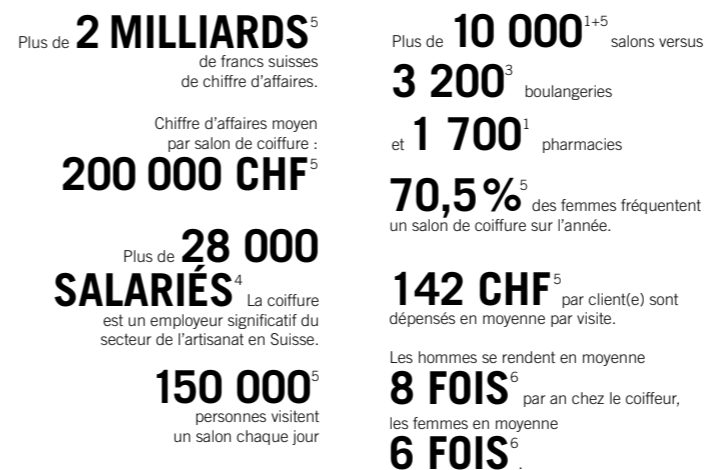 Plus de 2 MILLIARDS⁵
de francs suisses
de chiffre d'affaires.
Chiffre d'affaires moyen
par salon de coiffure :
200 000 CHF⁵
Plus de 28 000
SALARIÉS⁴ La coiffure
est un employeur significatif du
secteur de l'artisanat en Suisse.
150 000⁵
personnes visitent
un salon chaque jour
Plus de 10 000¹⁺⁵ salons versus
3 200³ boulangeries
et 1 700¹ pharmacies
70,5 %⁵ des femmes fréquentent
un salon de coiffure sur l'année.
142 CHF⁵ par client(e) sont
dépensés en moyenne par visite.
Les hommes se rendent en moyenne
8 FOIS⁶ par an chez le coiffeur,
les femmes en moyenne
6 FOIS⁶.